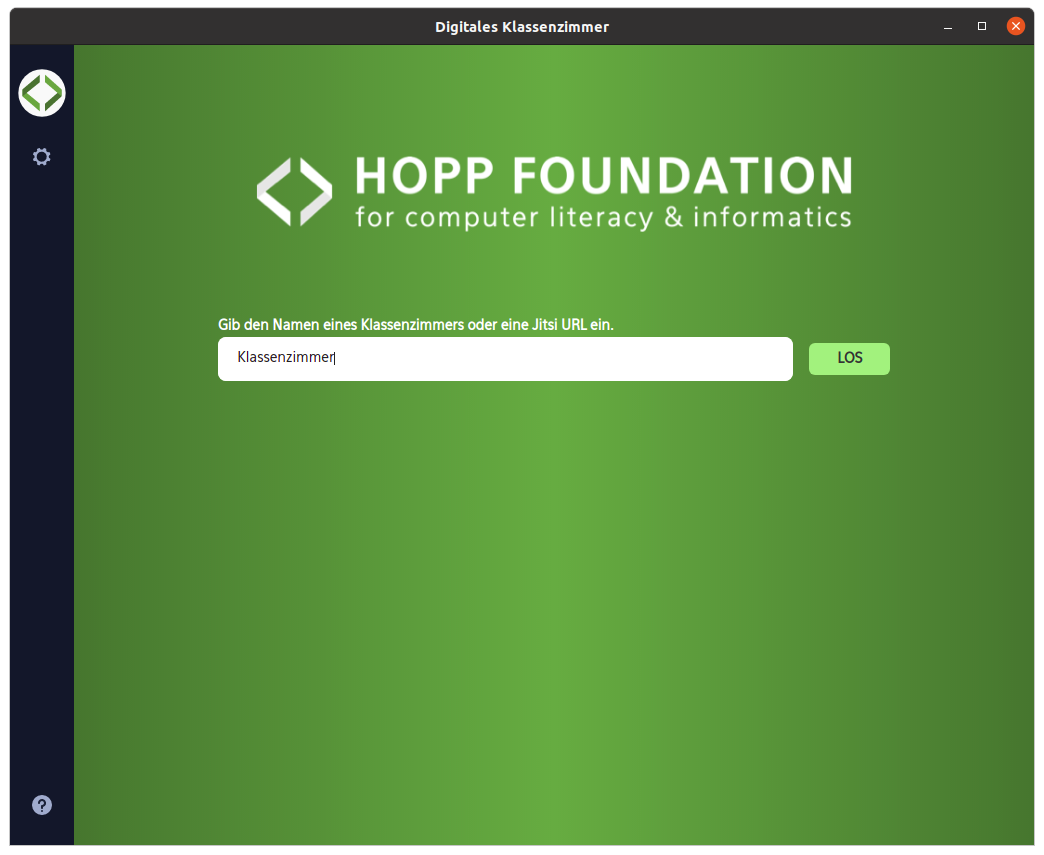 Digitales Klassenzimmer
HOPP FOUNDATION
for computer literacy & informatics
Gib den Namen eines Klassenzimmers oder eine Jitsi URL ein.
Klassenzimmer
LOS
?